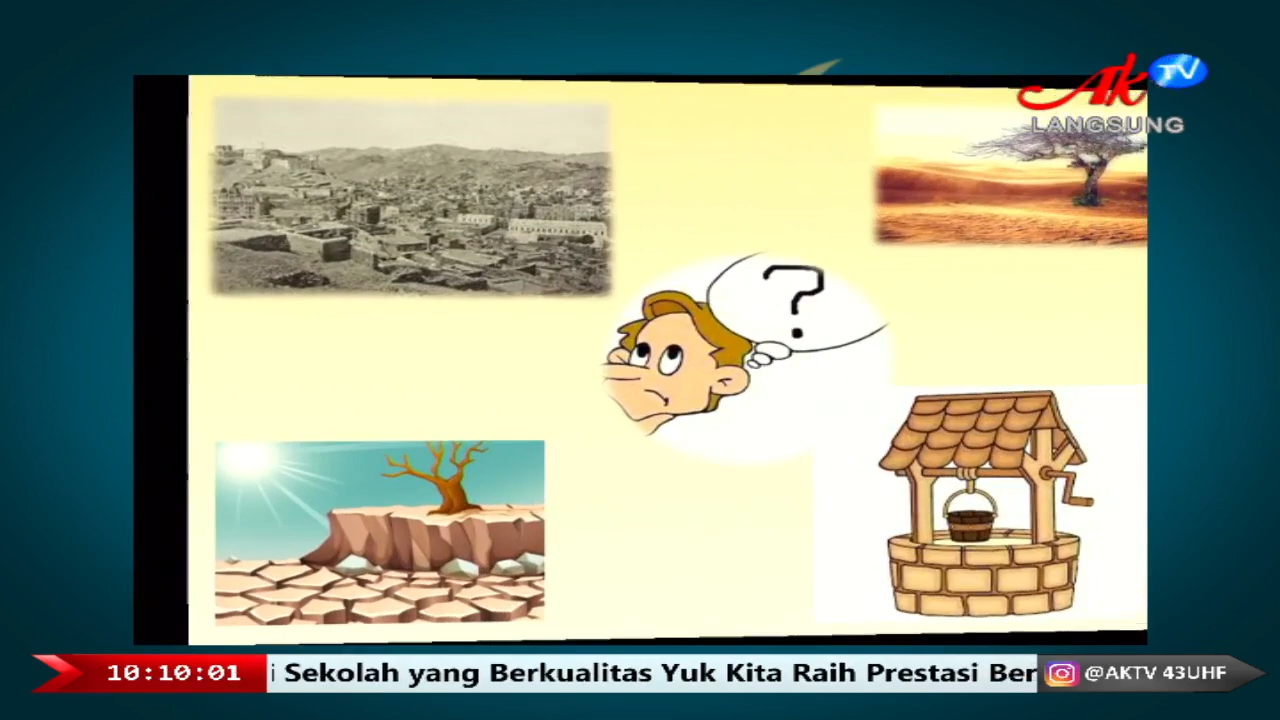 Ak TV
LANGSUNG
?
10:10:01
i Sekolah yang Berkualitas Yuk Kita Raih Prestasi Ber
@AKTV 43UHF